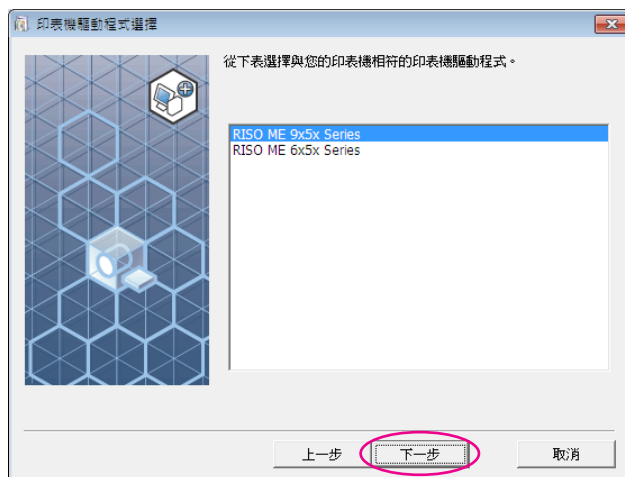 印表機驅動程式選擇
從下表選擇與您的印表機相符的印表機驅動程式。
RISO ME 9x5x Series
RISO ME 6x5x Series
上一步
下一步
取消